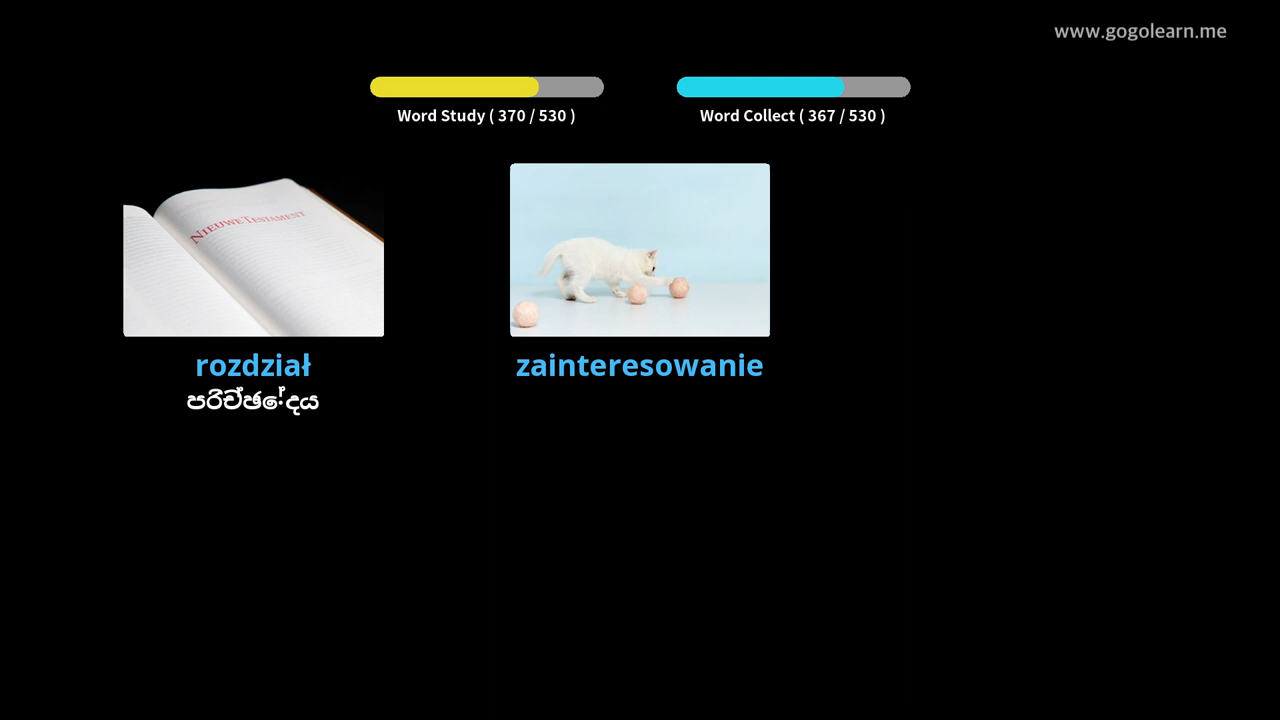 www.gogolearn.me
Word Study ( 370 / 530 )
Word Collect ( 367 / 530 )
NIEUWE TESTAMENT
rozdział
පරිච්ඡේදය
zainteresowanie